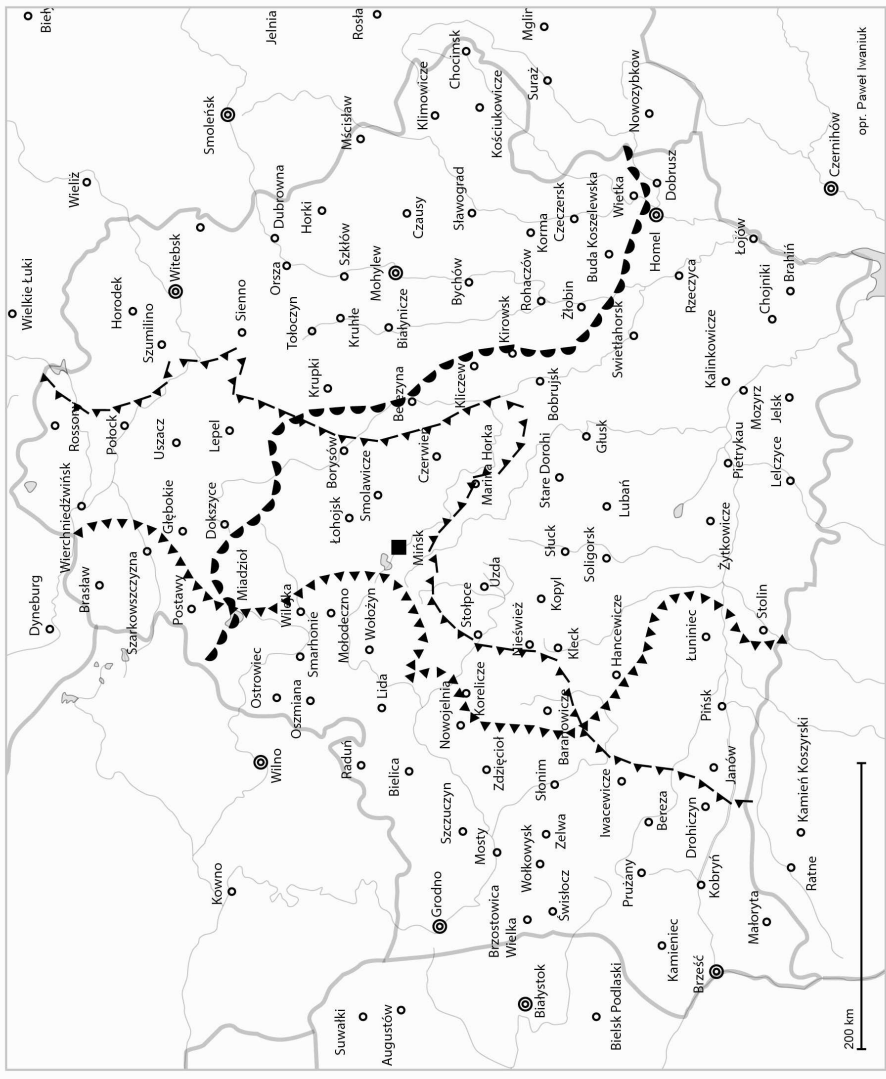 Wielkie Łuki
Dyneburg
Bieły
Wierchniedźwińsk
Rossony
Wieliż
Brasław
Połock
Horodek
Szarkowszczyzna
Szumilino
Uszacz
Głębokie
Postawy
Witebsk
Kowno
Dokszyce
Lepel
Smoleńsk
Sienno
Miadzioł
Ostrowiec
Wilno
Wilejka
Oszmiana
Smarhonie
Krupki
Tołoczyn
Orsza
Dubrowna
Jelnia
Horki
Suwałki
Raduń
Mołodeczno
Łohojsk
Borysów
Kruhłe
Szkłów
Mścisław
Rosła
Augustów
Lida
Wołożyn
Smolawicze
Berezyna
Białynicze
Mohylew
Bielica
Mińsk
Czerwień
Czausy
Klimowicze
Grodno
Szczuczyn
Nowojelnia
Korelicze
Stołpce
Kliczew
Bychów
Sławograd
Chocimsk
Mosty
Zdzięcioł
Uzda
Marina Horka
Kirowsk
Kościukowicze
Brzostowica
Wielka
Wołkowysk
Słonim
Nieśwież
Kopyl
Słuck
Stare Dorohi
Bobrujsk
Rohaczów
Korma
Suraż
Mglin
Białystok
Świsłocz
Zelwa
Baranowicze
Kleck
Złobin
Czeczersk
Soligorsk
Głusk
Buda Koszelewska
Bielsk Podlaski
Iwacewicze
Hancewicze
Lubań
Swietłahorsk
Wietka
Nowozybkow
Prużany
Bereza
Homel
Dobrusz
Kamieniec
Drohiczyn
Łuniniec
Rzeczyca
Brześć
Kobryń
Pińsk
Żytkowicze
Kalinkowicze
Janów
Pietrykau
Mozyrz
Łojów
Małoryta
Stolin
Chojniki
Jelsk
Lelczyce
Brahiń
Ratne
Kamień Koszyrski
Czernihów
200 km
opr. Paweł Iwaniuk